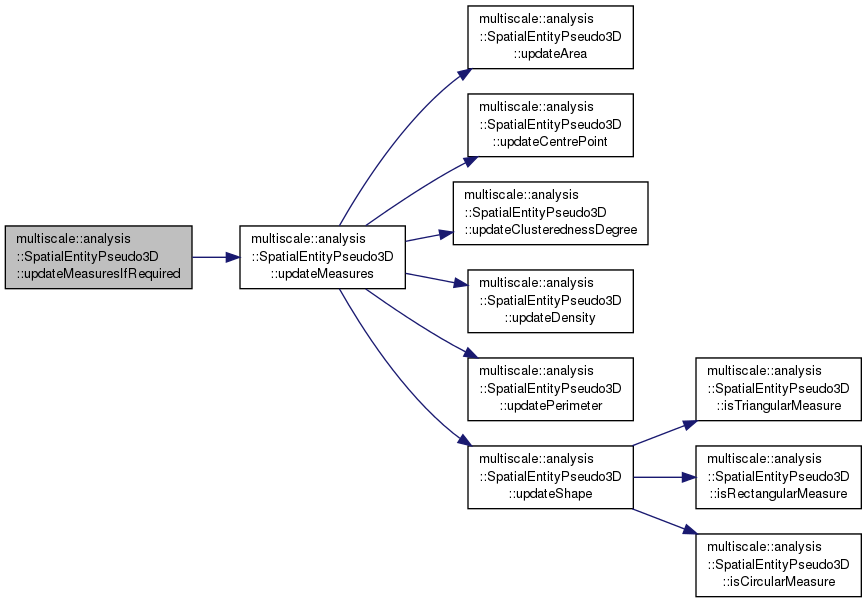 multiscale::analysis
::SpatialEntityPseudo3D
::updateMeasuresIfRequired
multiscale::analysis
::SpatialEntityPseudo3D
::updateMeasures
multiscale::analysis
::SpatialEntityPseudo3D
::updateArea
multiscale::analysis
::SpatialEntityPseudo3D
::updateCentrePoint
multiscale::analysis
::SpatialEntityPseudo3D
::updateClusterednessDegree
multiscale::analysis
::SpatialEntityPseudo3D
::updateDensity
multiscale::analysis
::SpatialEntityPseudo3D
::updatePerimeter
multiscale::analysis
::SpatialEntityPseudo3D
::updateShape
multiscale::analysis
::SpatialEntityPseudo3D
::isTriangularMeasure
multiscale::analysis
::SpatialEntityPseudo3D
::isRectangularMeasure
multiscale::analysis
::SpatialEntityPseudo3D
::isCircularMeasure